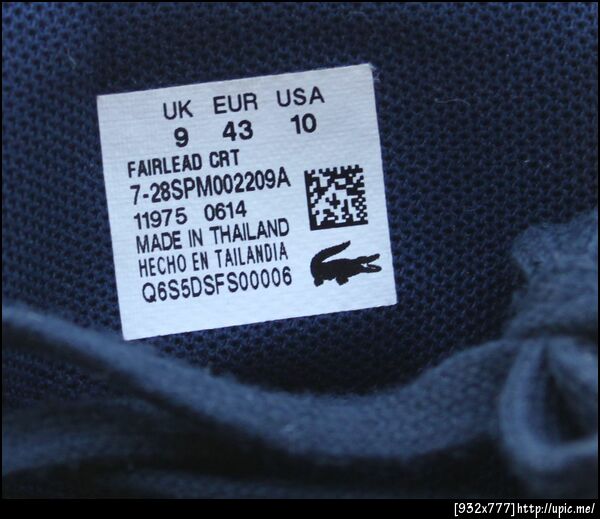 UK EUR USA
9 43 10
FAIRLEAD CRT
7-28SPM002209A
11975 0614
MADE IN THAILAND
HECHO EN TAILANDIA
Q6S5DSFS00006
[932x777]http://upic.me/